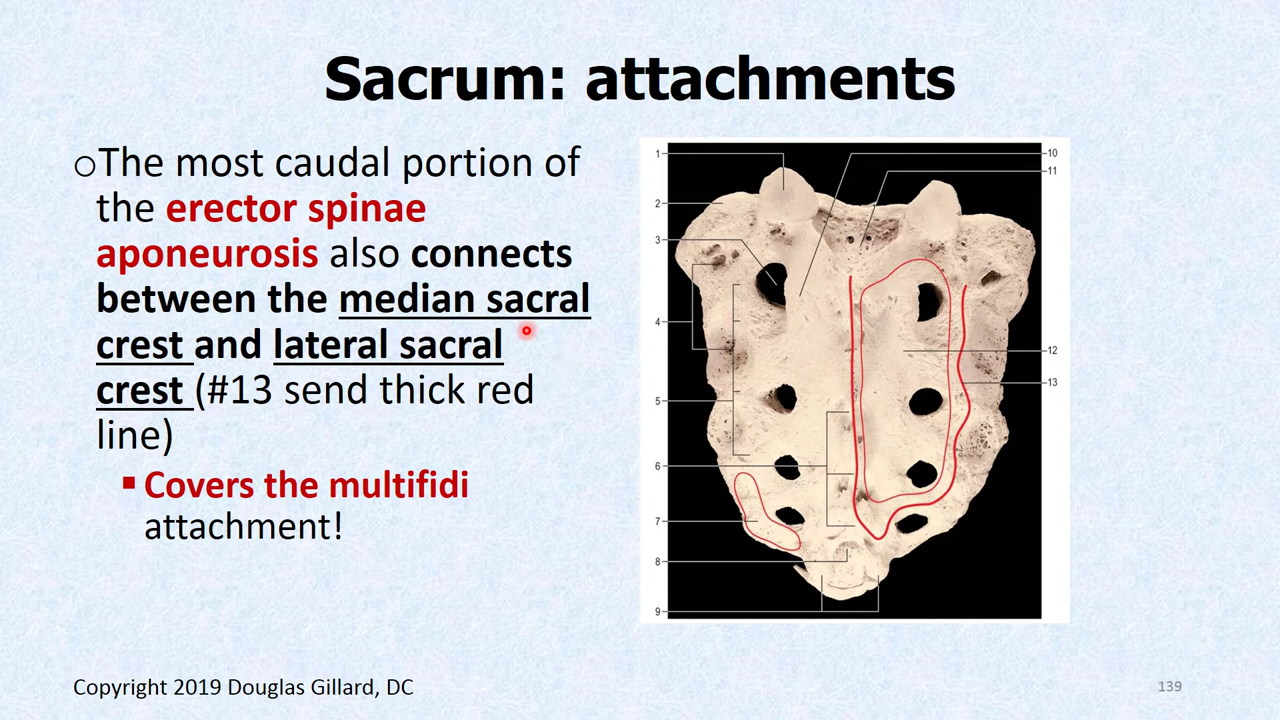 Sacrum: attachments
oThe most caudal portion of
the erector spinae
aponeurosis also connects
between the median sacral
crest and lateral sacral
crest (#13 send thick red
line)
▪ Covers the multifidi
attachment!
1
2
3
4
5
6
7
8
9
10
11
12
13
Copyright 2019 Douglas Gillard, DC
139